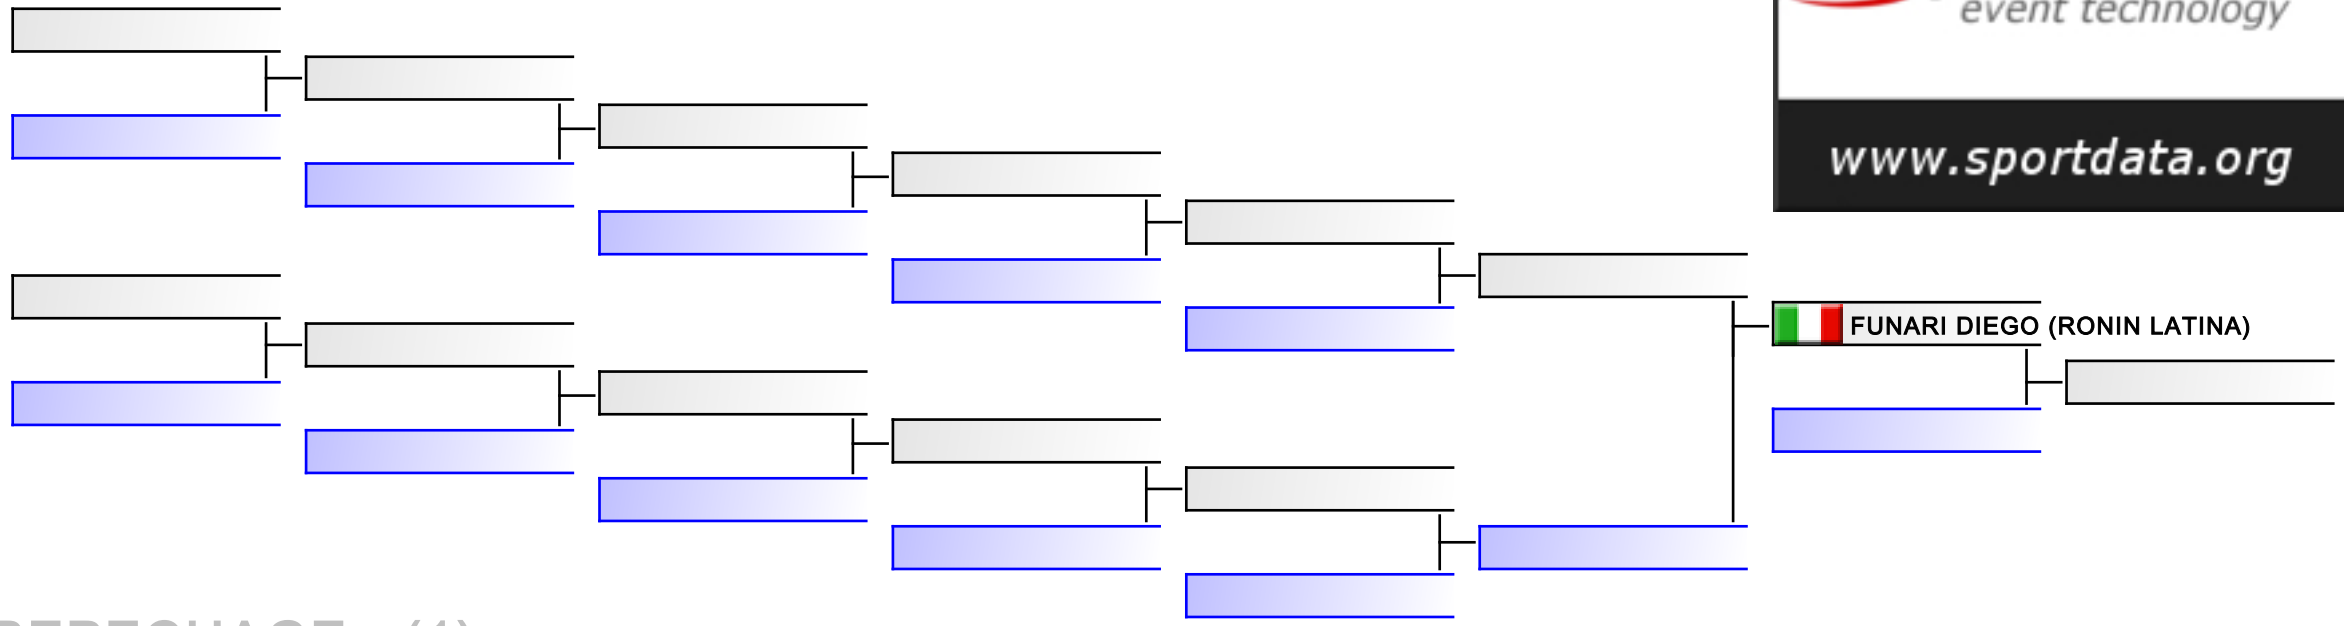 event technology
www.sportdata.org
FUNARI DIEGO (RONIN LATINA)